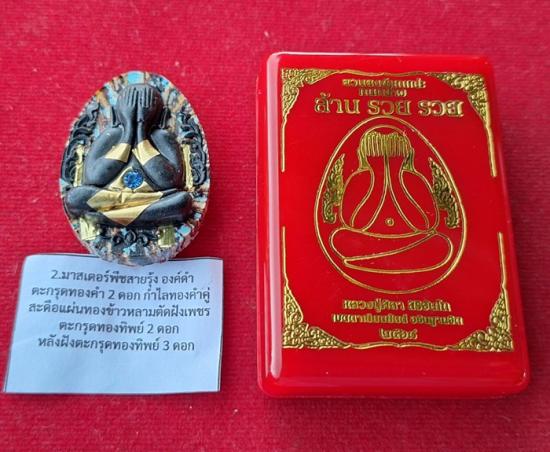 2.มาสเตอร์พีชสายรุ้ง องค์ดำ
ตะกรุดทองคำ 2 ดอก กำไลทองคำคู่
สะดือแผ่นทองข้าวหลามตัดฝังเพชร
ตะกรุดทองทิพย์ 2 ดอก
หลังฝังตะกรุดทองทิพย์ 3 ดอก
ล้าน รวย รวย
หลวงปู่ศิลา สิริจันโท
๒๕๖๕